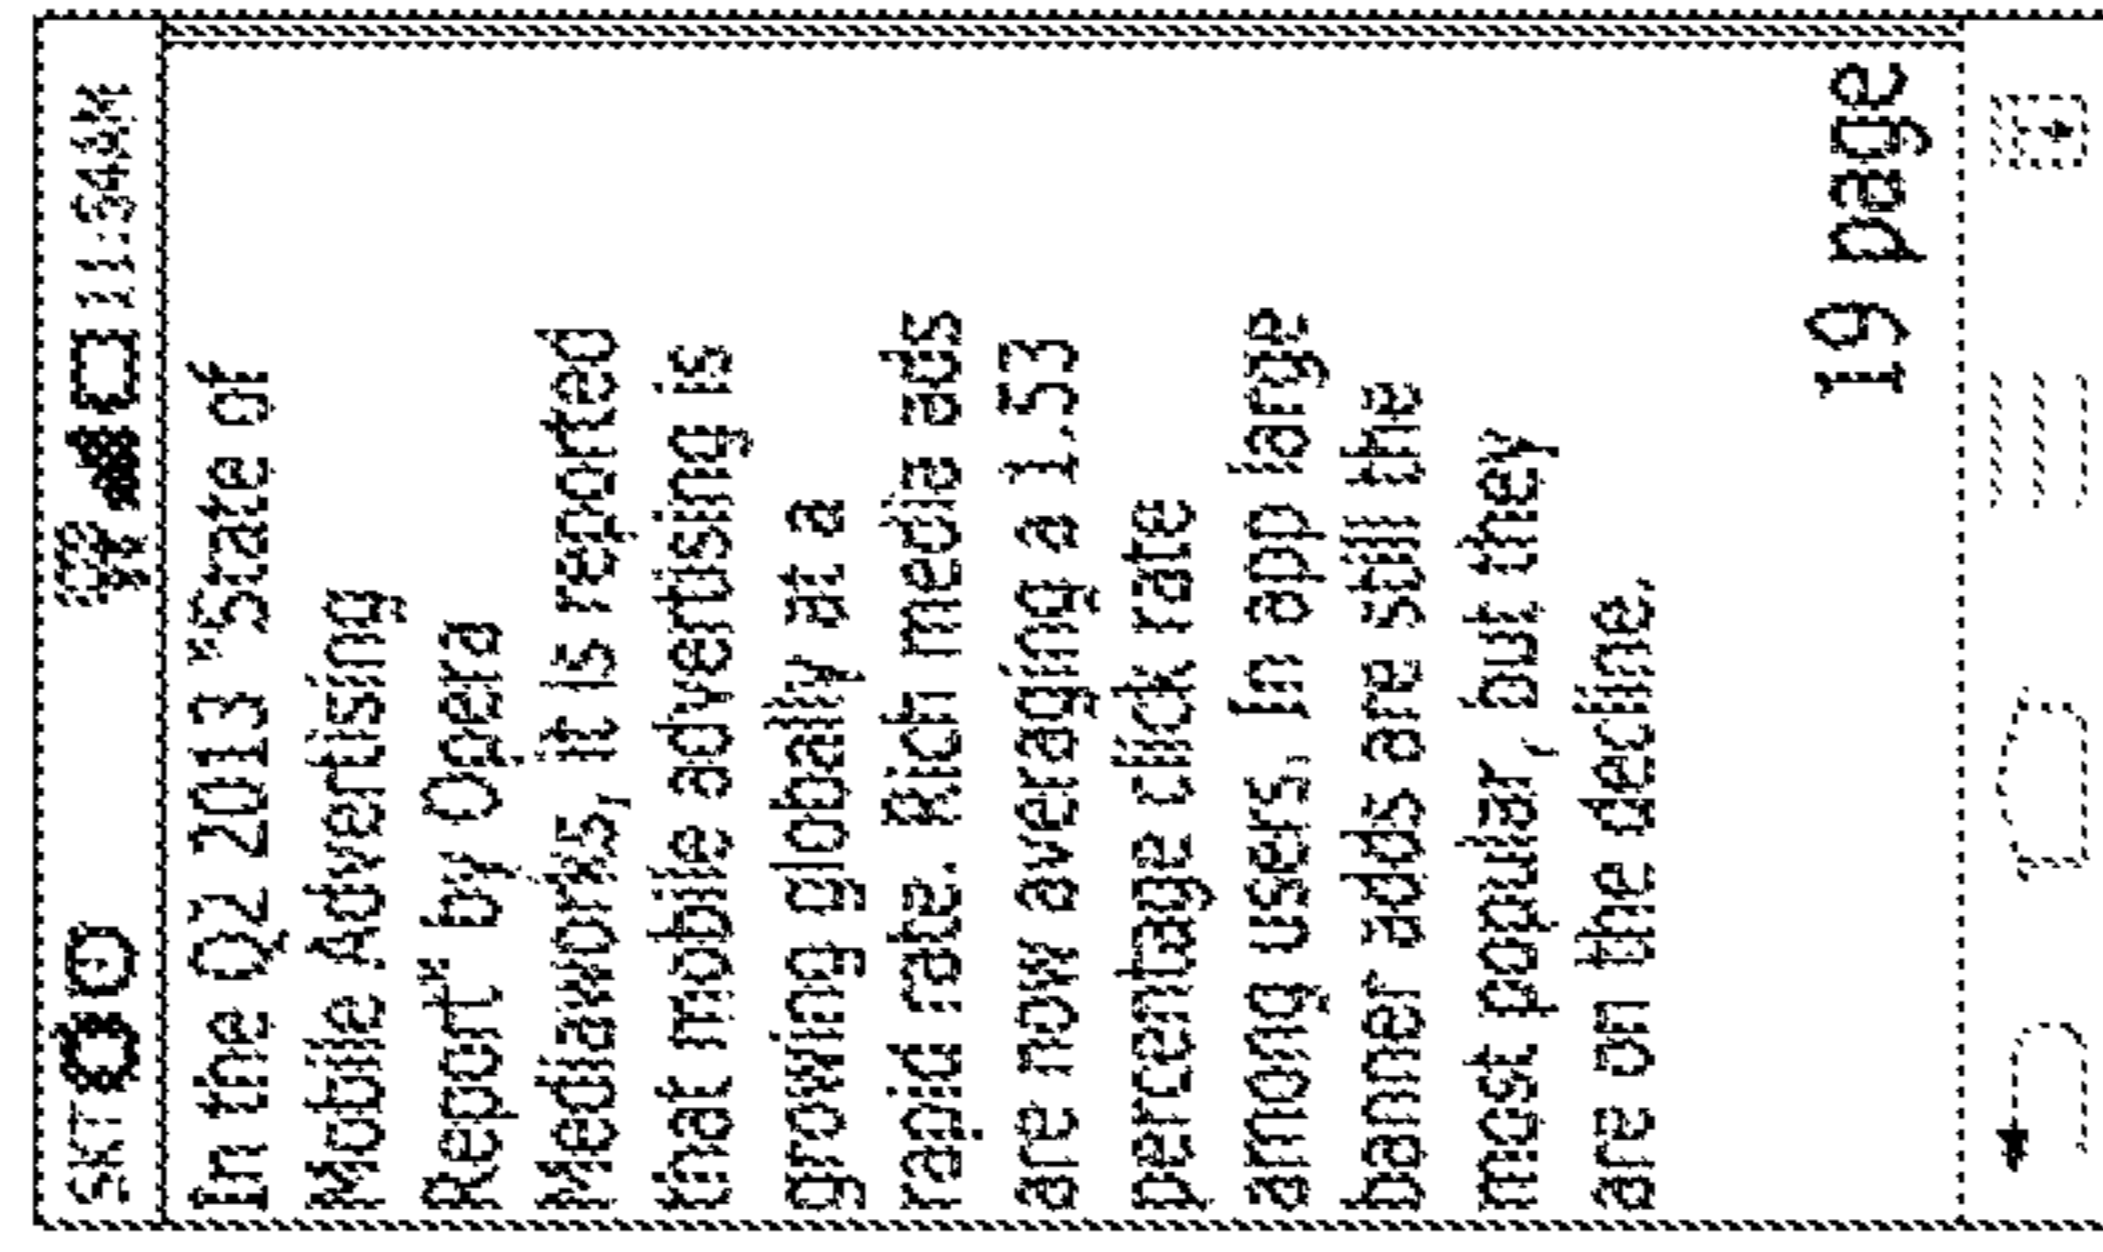 SKT 11:34AM
In the Q2 2013 "State of
Mobile Advertising
Report" by Opera
Mediaworks, it is reported
that mobile advertising is
growing globally at a
rapid rate. Rich media ads
are now averaging a 1.53
percentage click rate
among users. In app large
banner adds are still the
most popular, but they
are on the decline.
19 page